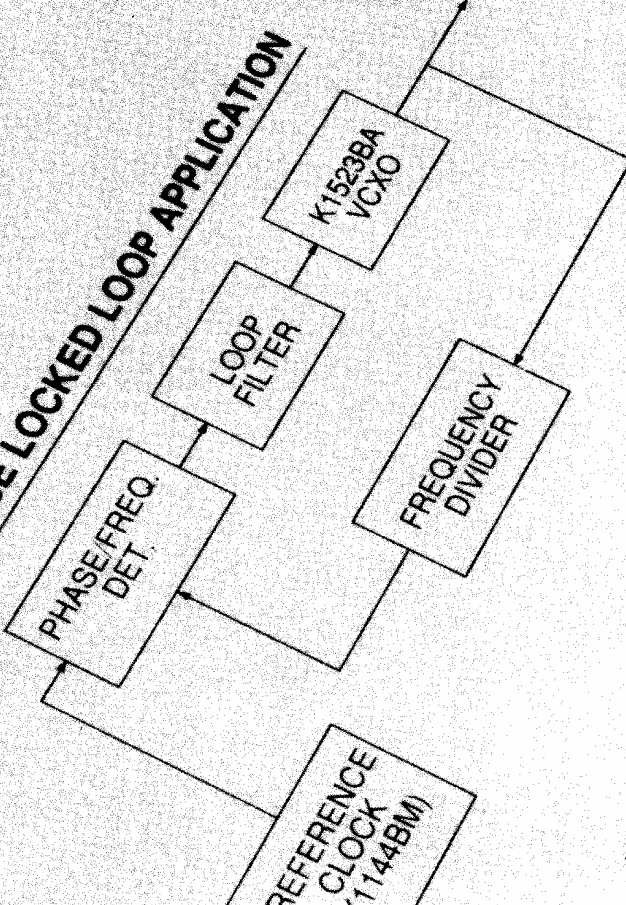 LOCKED LOOP APPLICATION
PHASE/FREQ.
DET.
LOOP
FILTER
K1523BA
VCXO
FREQUENCY
DIVIDER
REFERENCE
CLOCK
1144BM)